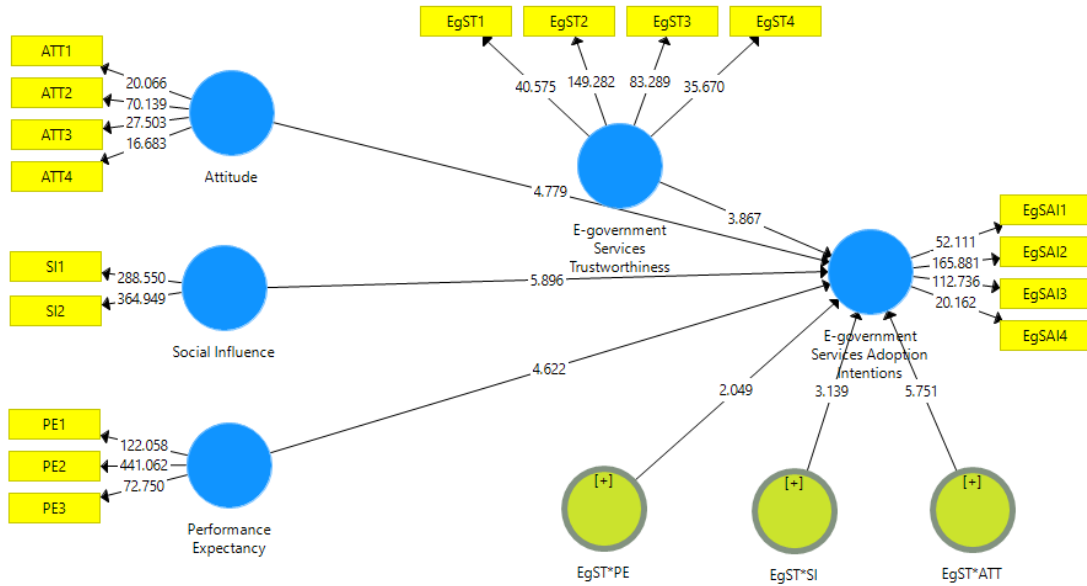 EgST1
EgST2
EgST3
EgST4
40.575
149.282
83.289
35.670
ATT1
ATT2
ATT3
ATT4
20.066
70.139
27.503
16.683
Attitude
4.779
E-government
Services
Trustworthiness
3.867
SI1
SI2
288.550
364.949
Social Influence
5.896
EgSAI1
EgSAI2
EgSAI3
EgSAI4
52.111
165.881
112.736
20.162
E-government
Services Adoption
Intentions
PE1
PE2
PE3
122.058
441.062
72.750
Performance
Expectancy
4.622
2.049
3.139
5.751
[+]
[+]
[+]
EgST*PE
EgST*SI
EgST*ATT